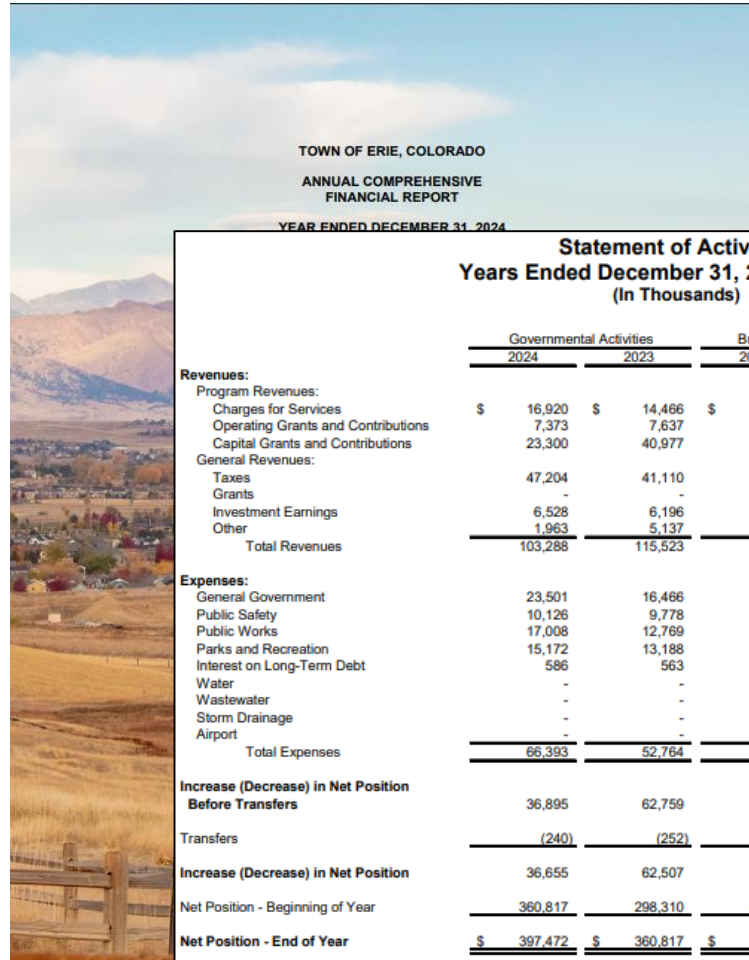 TOWN OF ERIE, COLORADO
ANNUAL COMPREHENSIVE
FINANCIAL REPORT
YEAR ENDED DECEMBER 31, 2024
Statement of Activ
Years Ended December 31, 2
(In Thousands)
Governmental Activities B
2024 2023 20
Revenues:
Program Revenues:
Charges for Services $ 16,920 $ 14,466 $
Operating Grants and Contributions 7,373 7,637
Capital Grants and Contributions 23,300 40,977
General Revenues:
Taxes 47,204 41,110
Grants - -
Investment Earnings 6,528 6,196
Other 1,963 5,137
Total Revenues 103,288 115,523
Expenses:
General Government 23,501 16,466
Public Safety 10,126 9,778
Public Works 17,008 12,769
Parks and Recreation 15,172 13,188
Interest on Long-Term Debt 586 563
Water - -
Wastewater - -
Storm Drainage - -
Airport - -
Total Expenses 66,393 52,764
Increase (Decrease) in Net Position
Before Transfers 36,895 62,759
Transfers (240) (252)
Increase (Decrease) in Net Position 36,655 62,507
Net Position - Beginning of Year 360,817 298,310
Net Position - End of Year $ 397,472 $ 360,817 $